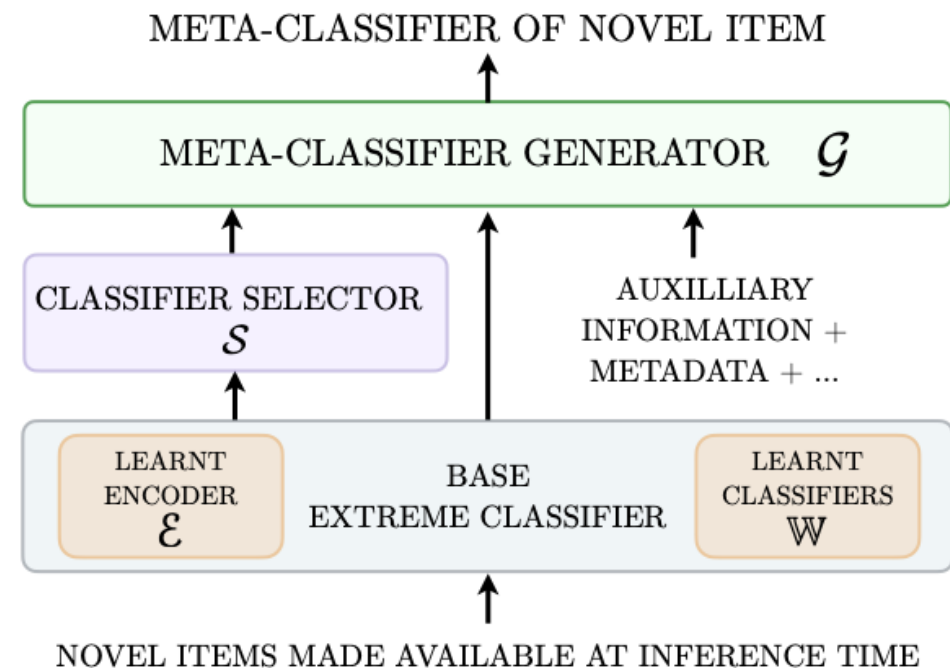 META-CLASSIFIER OF NOVEL ITEM
META-CLASSIFIER GENERATOR 𝒢
CLASSIFIER SELECTOR
𝒮
AUXILLIARY
INFORMATION +
METADATA + ...
LEARNT
ENCODER
ℰ
BASE
EXTREME CLASSIFIER
LEARNT
CLASSIFIERS
𝕎
NOVEL ITEMS MADE AVAILABLE AT INFERENCE TIME